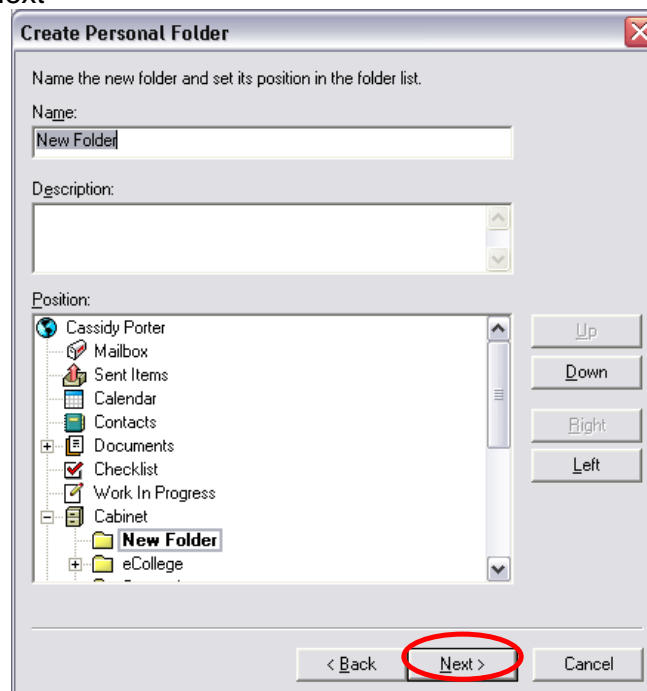 Create Personal Folder
Name the new folder and set its position in the folder list.
Name:
New Folder
Description:
Position:
Cassidy Porter
Mailbox
Up
Sent Items
Down
Calendar
Contacts
Right
Documents
Checklist
Left
Work In Progress
Cabinet
New Folder
eCollege
< Back
Next >
Cancel